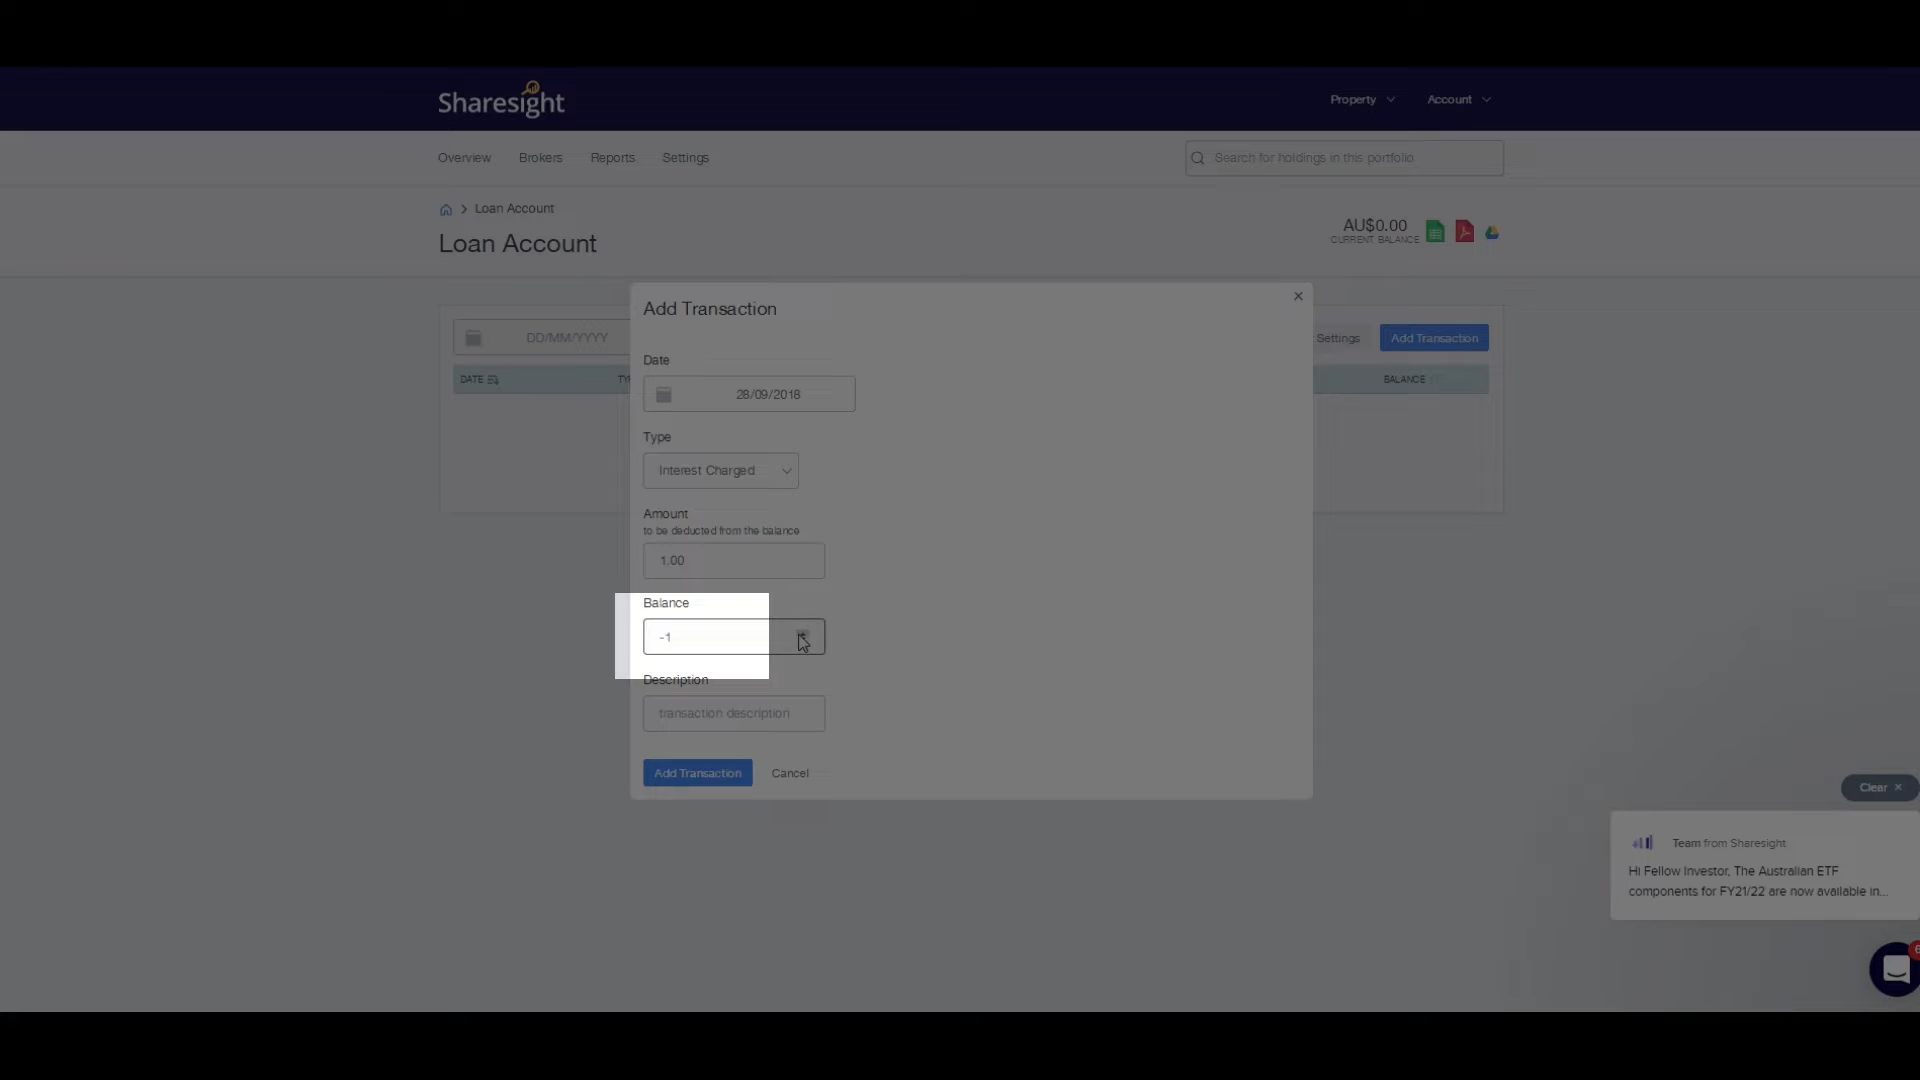 Sharesight
Property
Account
Overview
Brokers
Reports
Settings
Search for holdings in this portfolio
Loan Account
Loan Account
AU$0.00
CURRENT BALANCE
Add Transaction
DD/MM/YYYY
Settings
Add Transaction
Date
DATE
BALANCE
28/09/2018
Type
Interest Charged
Amount
to be deducted from the balance
1.00
Balance
-1
Description
transaction description
Add Transaction
Cancel
Clear
Team from Sharesight
Hi Fellow Investor, The Australian ETF
components for FY21/22 are now available in...